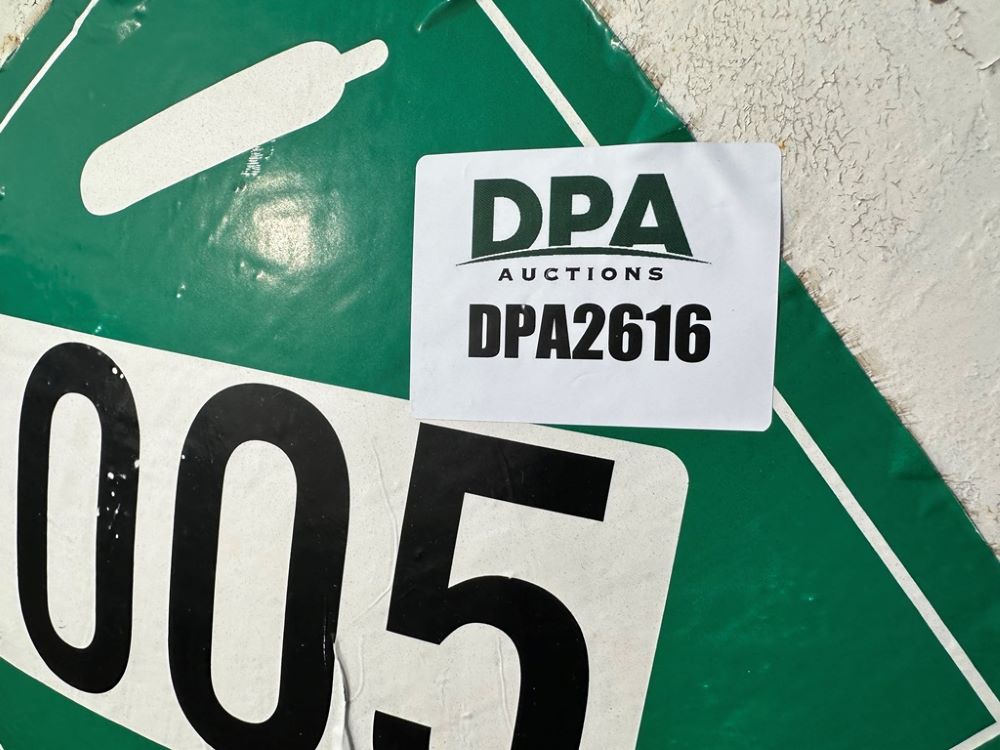 DPA
AUCTIONS
DPA2616
005